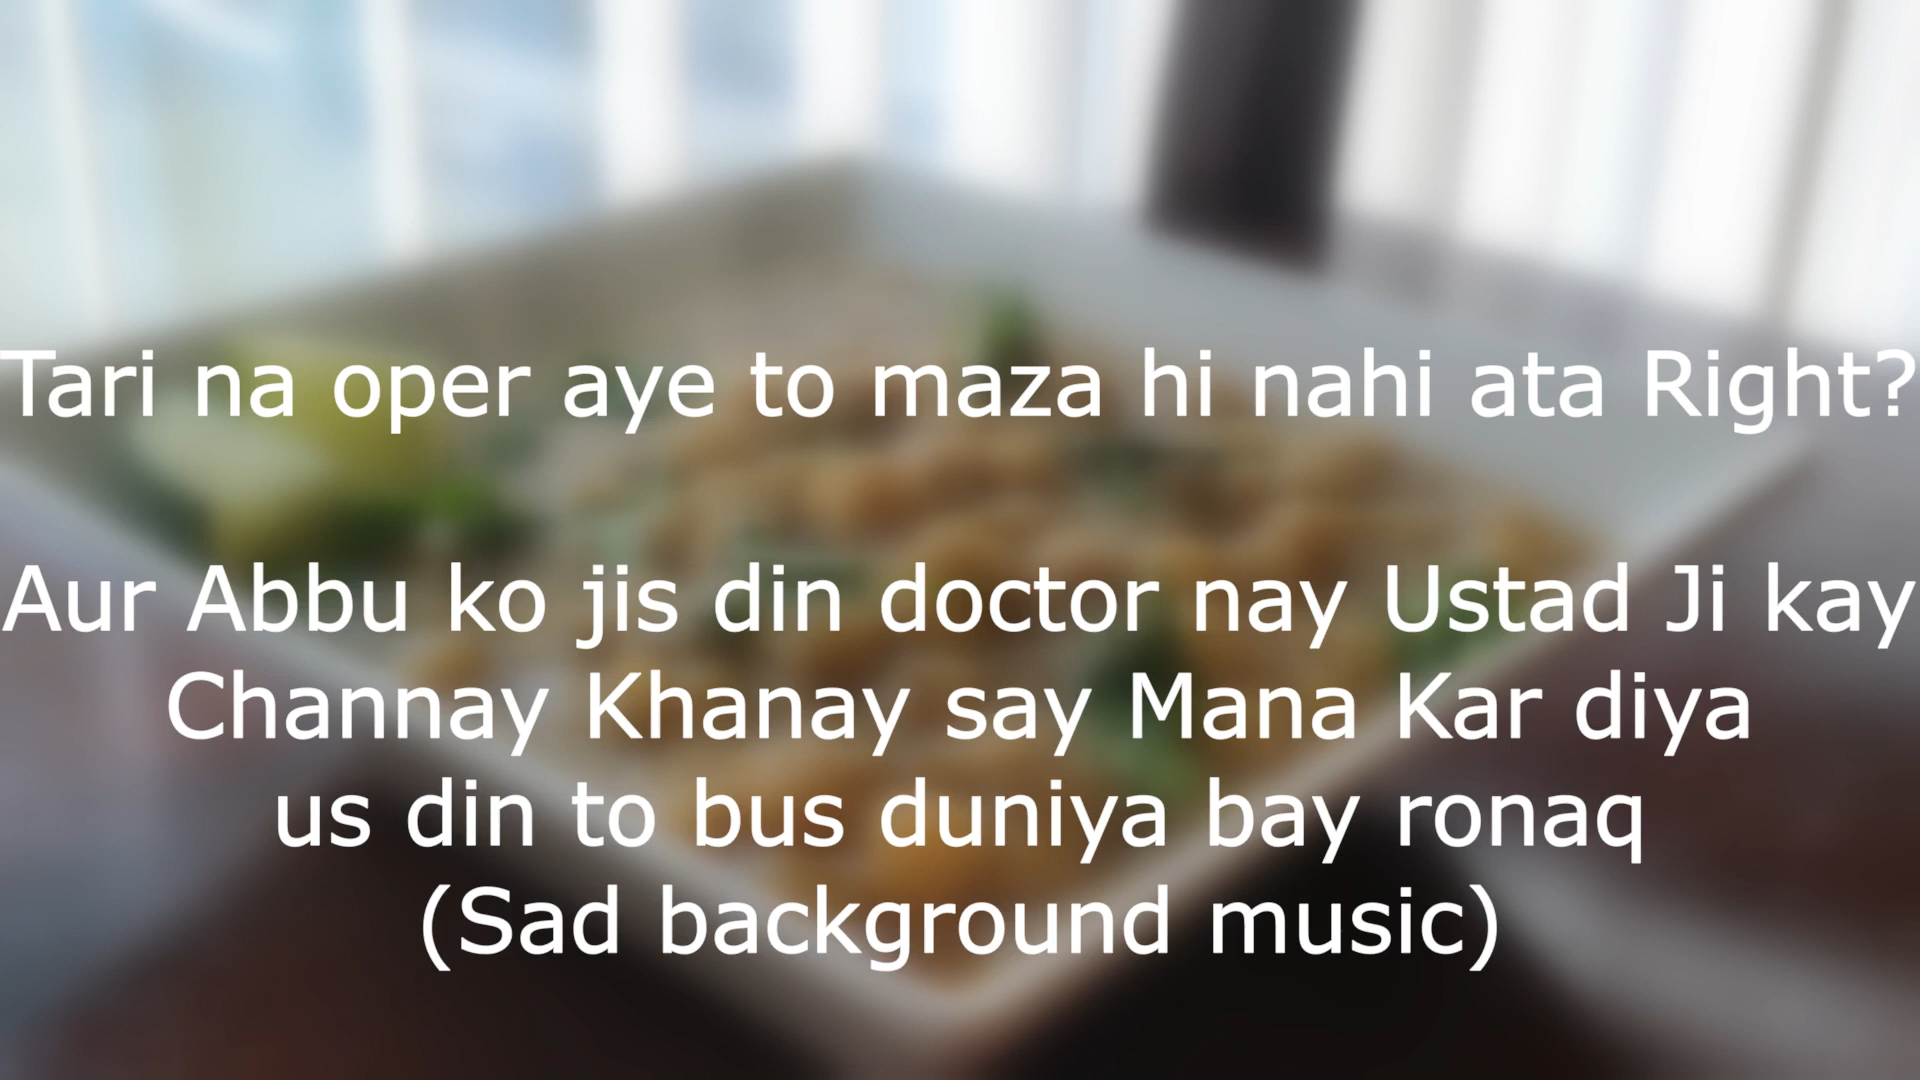 Tari na oper aye to maza hi nahi ata Right?
Aur Abbu ko jis din doctor nay Ustad Ji kay
Channay Khanay say Mana Kar diya
us din to bus duniya bay ronaq
(Sad background music)